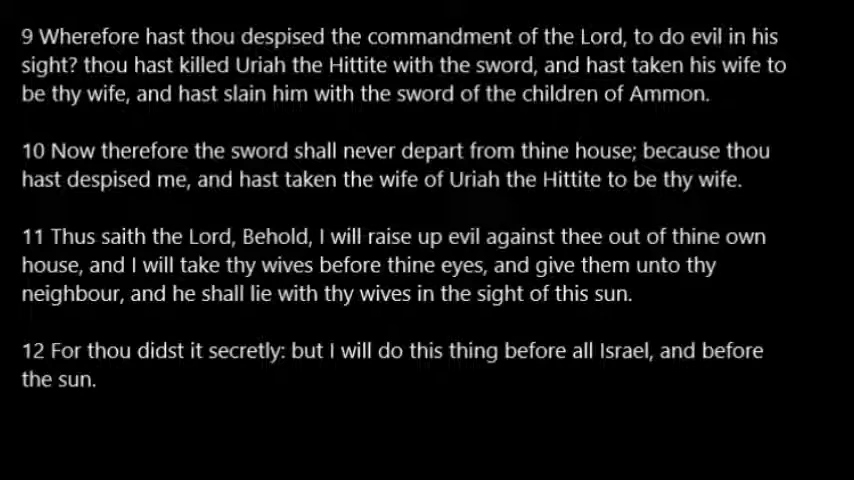 9 Wherefore hast thou despised the commandment of the Lord, to do evil in his
sight? thou hast killed Uriah the Hittite with the sword, and hast taken his wife to
be thy wife, and hast slain him with the sword of the children of Ammon.
10 Now therefore the sword shall never depart from thine house; because thou
hast despised me, and hast taken the wife of Uriah the Hittite to be thy wife.
11 Thus saith the Lord, Behold, I will raise up evil against thee out of thine own
house, and I will take thy wives before thine eyes, and give them unto thy
neighbour, and he shall lie with thy wives in the sight of this sun.
12 For thou didst it secretly: but I will do this thing before all Israel, and before
the sun.